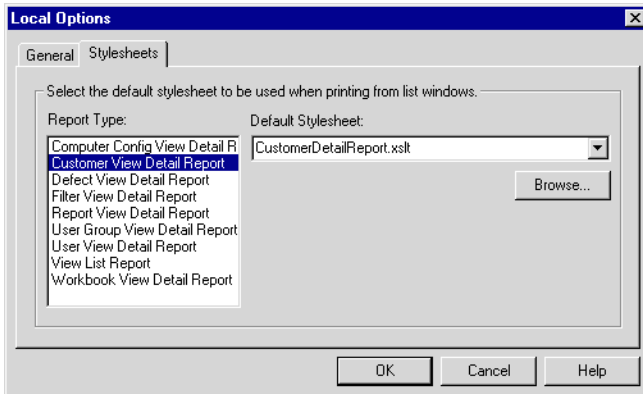 Local Options
General
Stylesheets
Select the default stylesheet to be used when printing from list windows.
Report Type:
Default Stylesheet:
Computer Config View Detail R
CustomerDetailReport.xslt
Customer View Detail Report
Defect View Detail Report
Browse...
Filter View Detail Report
Report View Detail Report
User Group View Detail Report
User View Detail Report
View List Report
Workbook View Detail Report
OK
Cancel
Help